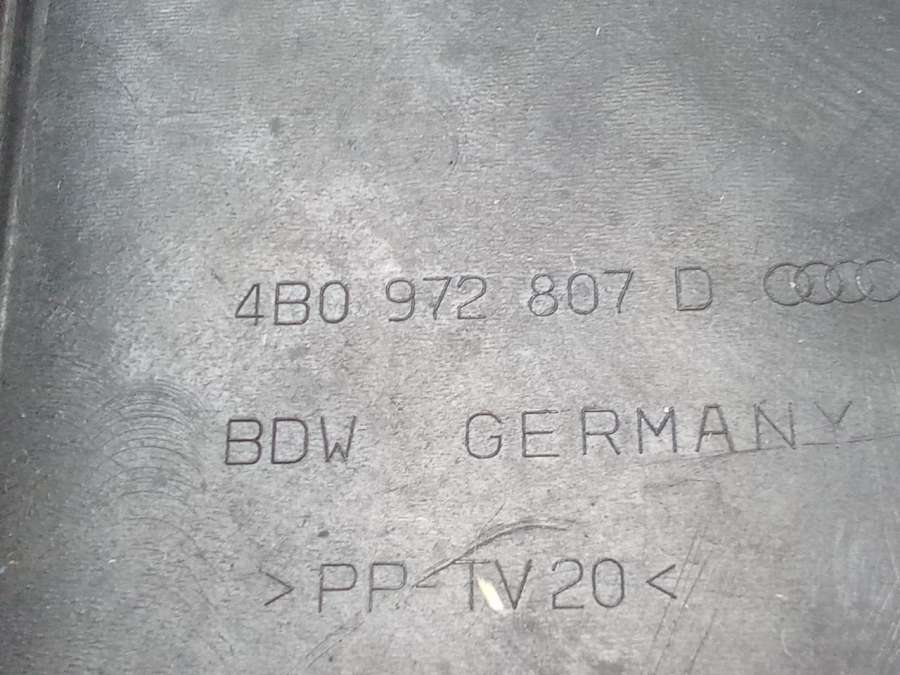 4B0 972 807 D
BDW GERMANY
>PP-TV20<